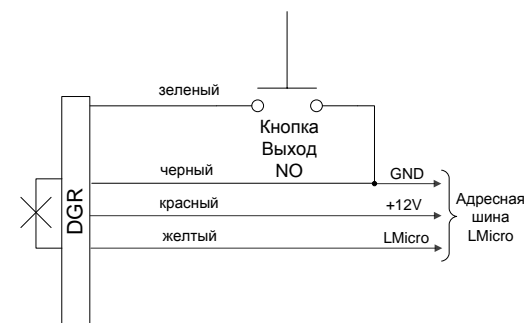 зеленый
Кнопка
Выход
NO
черный
GND
DGR
красный
+12V
Адресная
шина
LMicro
желтый
LMicro